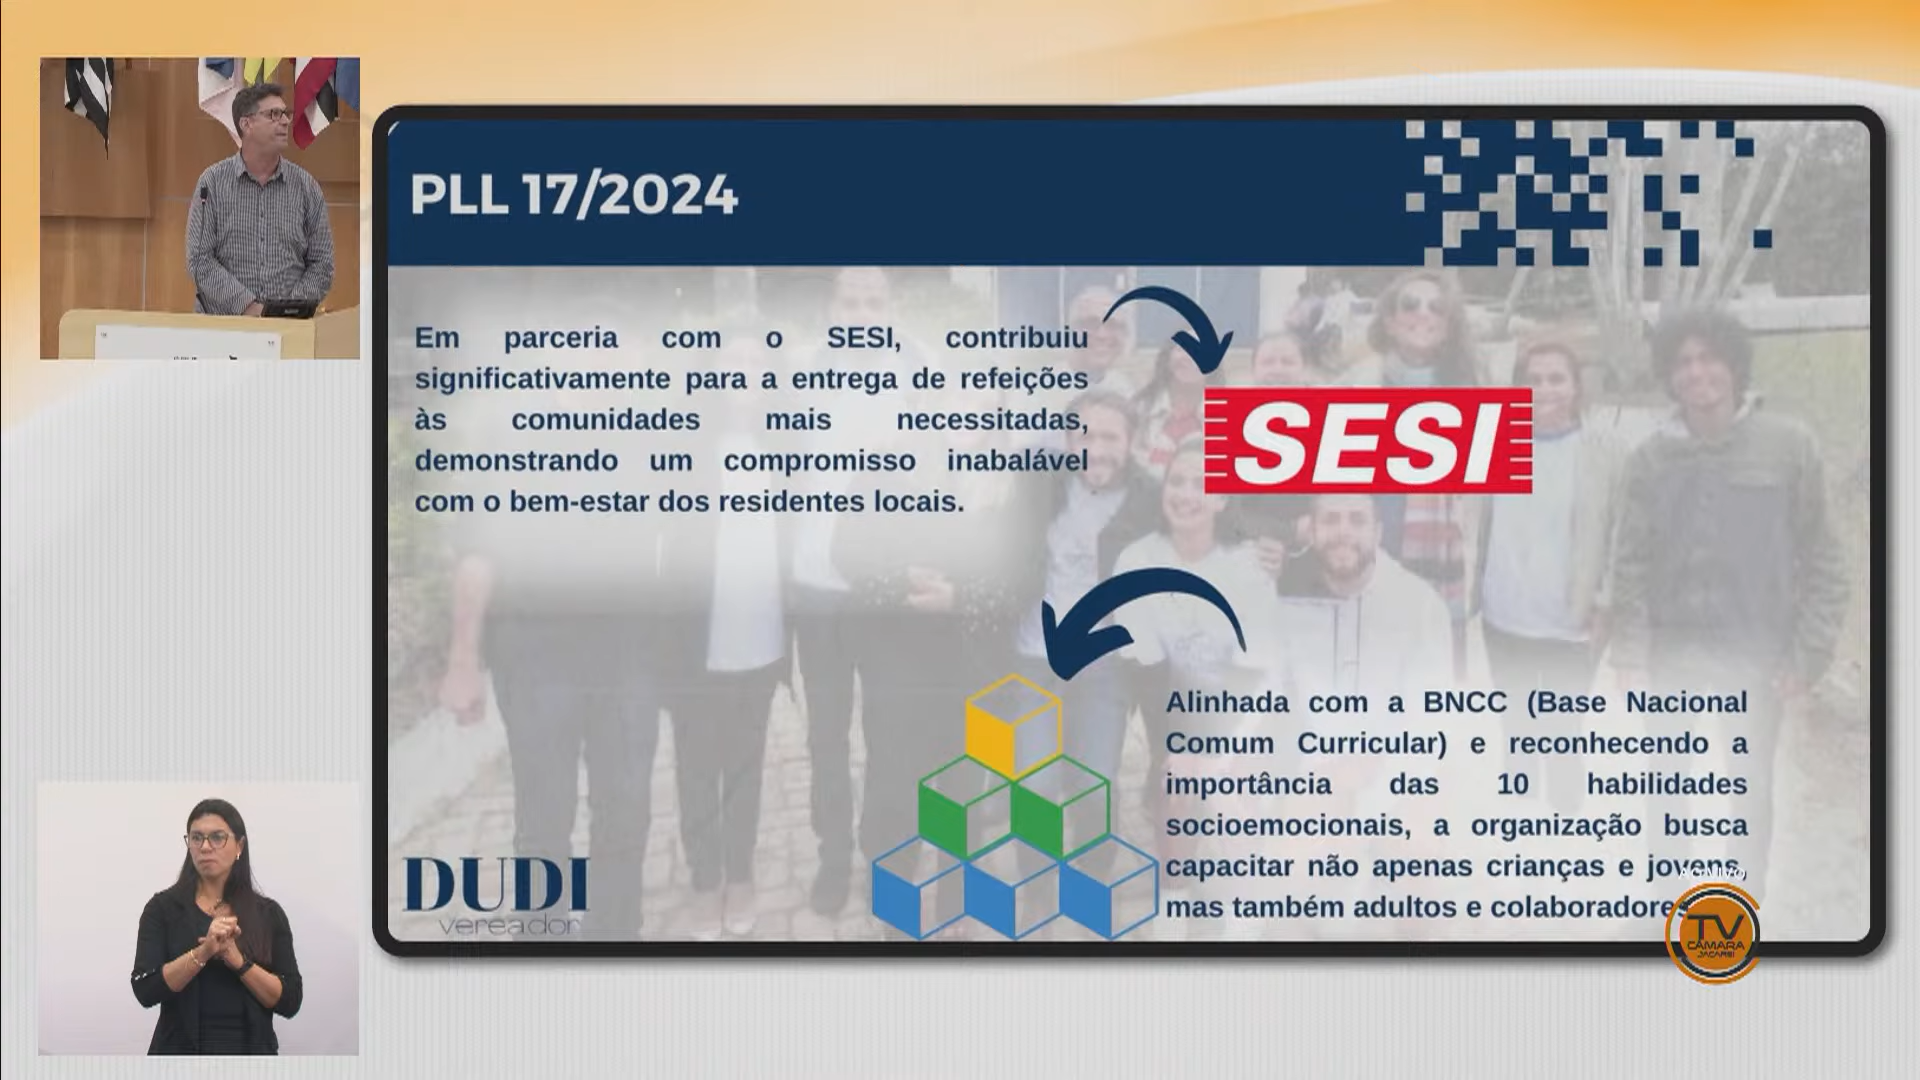 PLL 17/2024
Em parceria com o SESI, contribuiu
significativamente para a entrega de refeições
às comunidades mais necessitadas,
demonstrando um compromisso inabalável
com o bem-estar dos residentes locais.
SESI
Alinhada com a BNCC (Base Nacional
Comum Curricular) e reconhecendo a
importância das 10 habilidades
socioemocionais, a organização busca
capacitar não apenas crianças e jovens,
mas também adultos e colaboradores
DUDI
vereador
AO VIVO
TV
CÂMARA
JACAREÍ